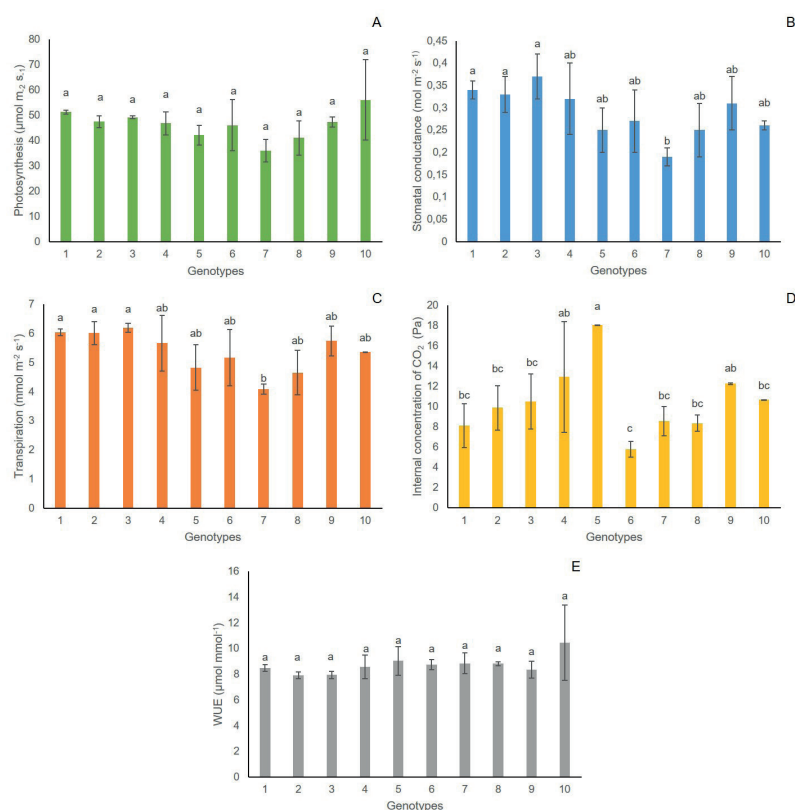 A
Photosynthesis (µmol m-2 s-1)
80
70
60
50
40
30
20
10
0
a a a a a a a a a a
1 2 3 4 5 6 7 8 9 10
Genotypes
B
Stomatal conductance (mol m-2 s-1)
0,45
0,4
0,35
0,3
0,25
0,2
0,15
0,1
0,05
0
a a a ab ab ab b ab ab ab
1 2 3 4 5 6 7 8 9 10
Genotypes
C
Transpiration (mmol m-2 s-1)
7
6
5
4
3
2
1
0
a a a ab ab ab b ab ab ab
1 2 3 4 5 6 7 8 9 10
Genotypes
D
Internal concentration of CO2 (Pa)
20
18
16
14
12
10
8
6
4
2
0
bc bc bc ab a c bc bc ab bc
1 2 3 4 5 6 7 8 9 10
Genotypes
E
WUE (µmol mmol-1)
16
14
12
10
8
6
4
2
0
a a a a a a a a a a
1 2 3 4 5 6 7 8 9 10
Genotypes